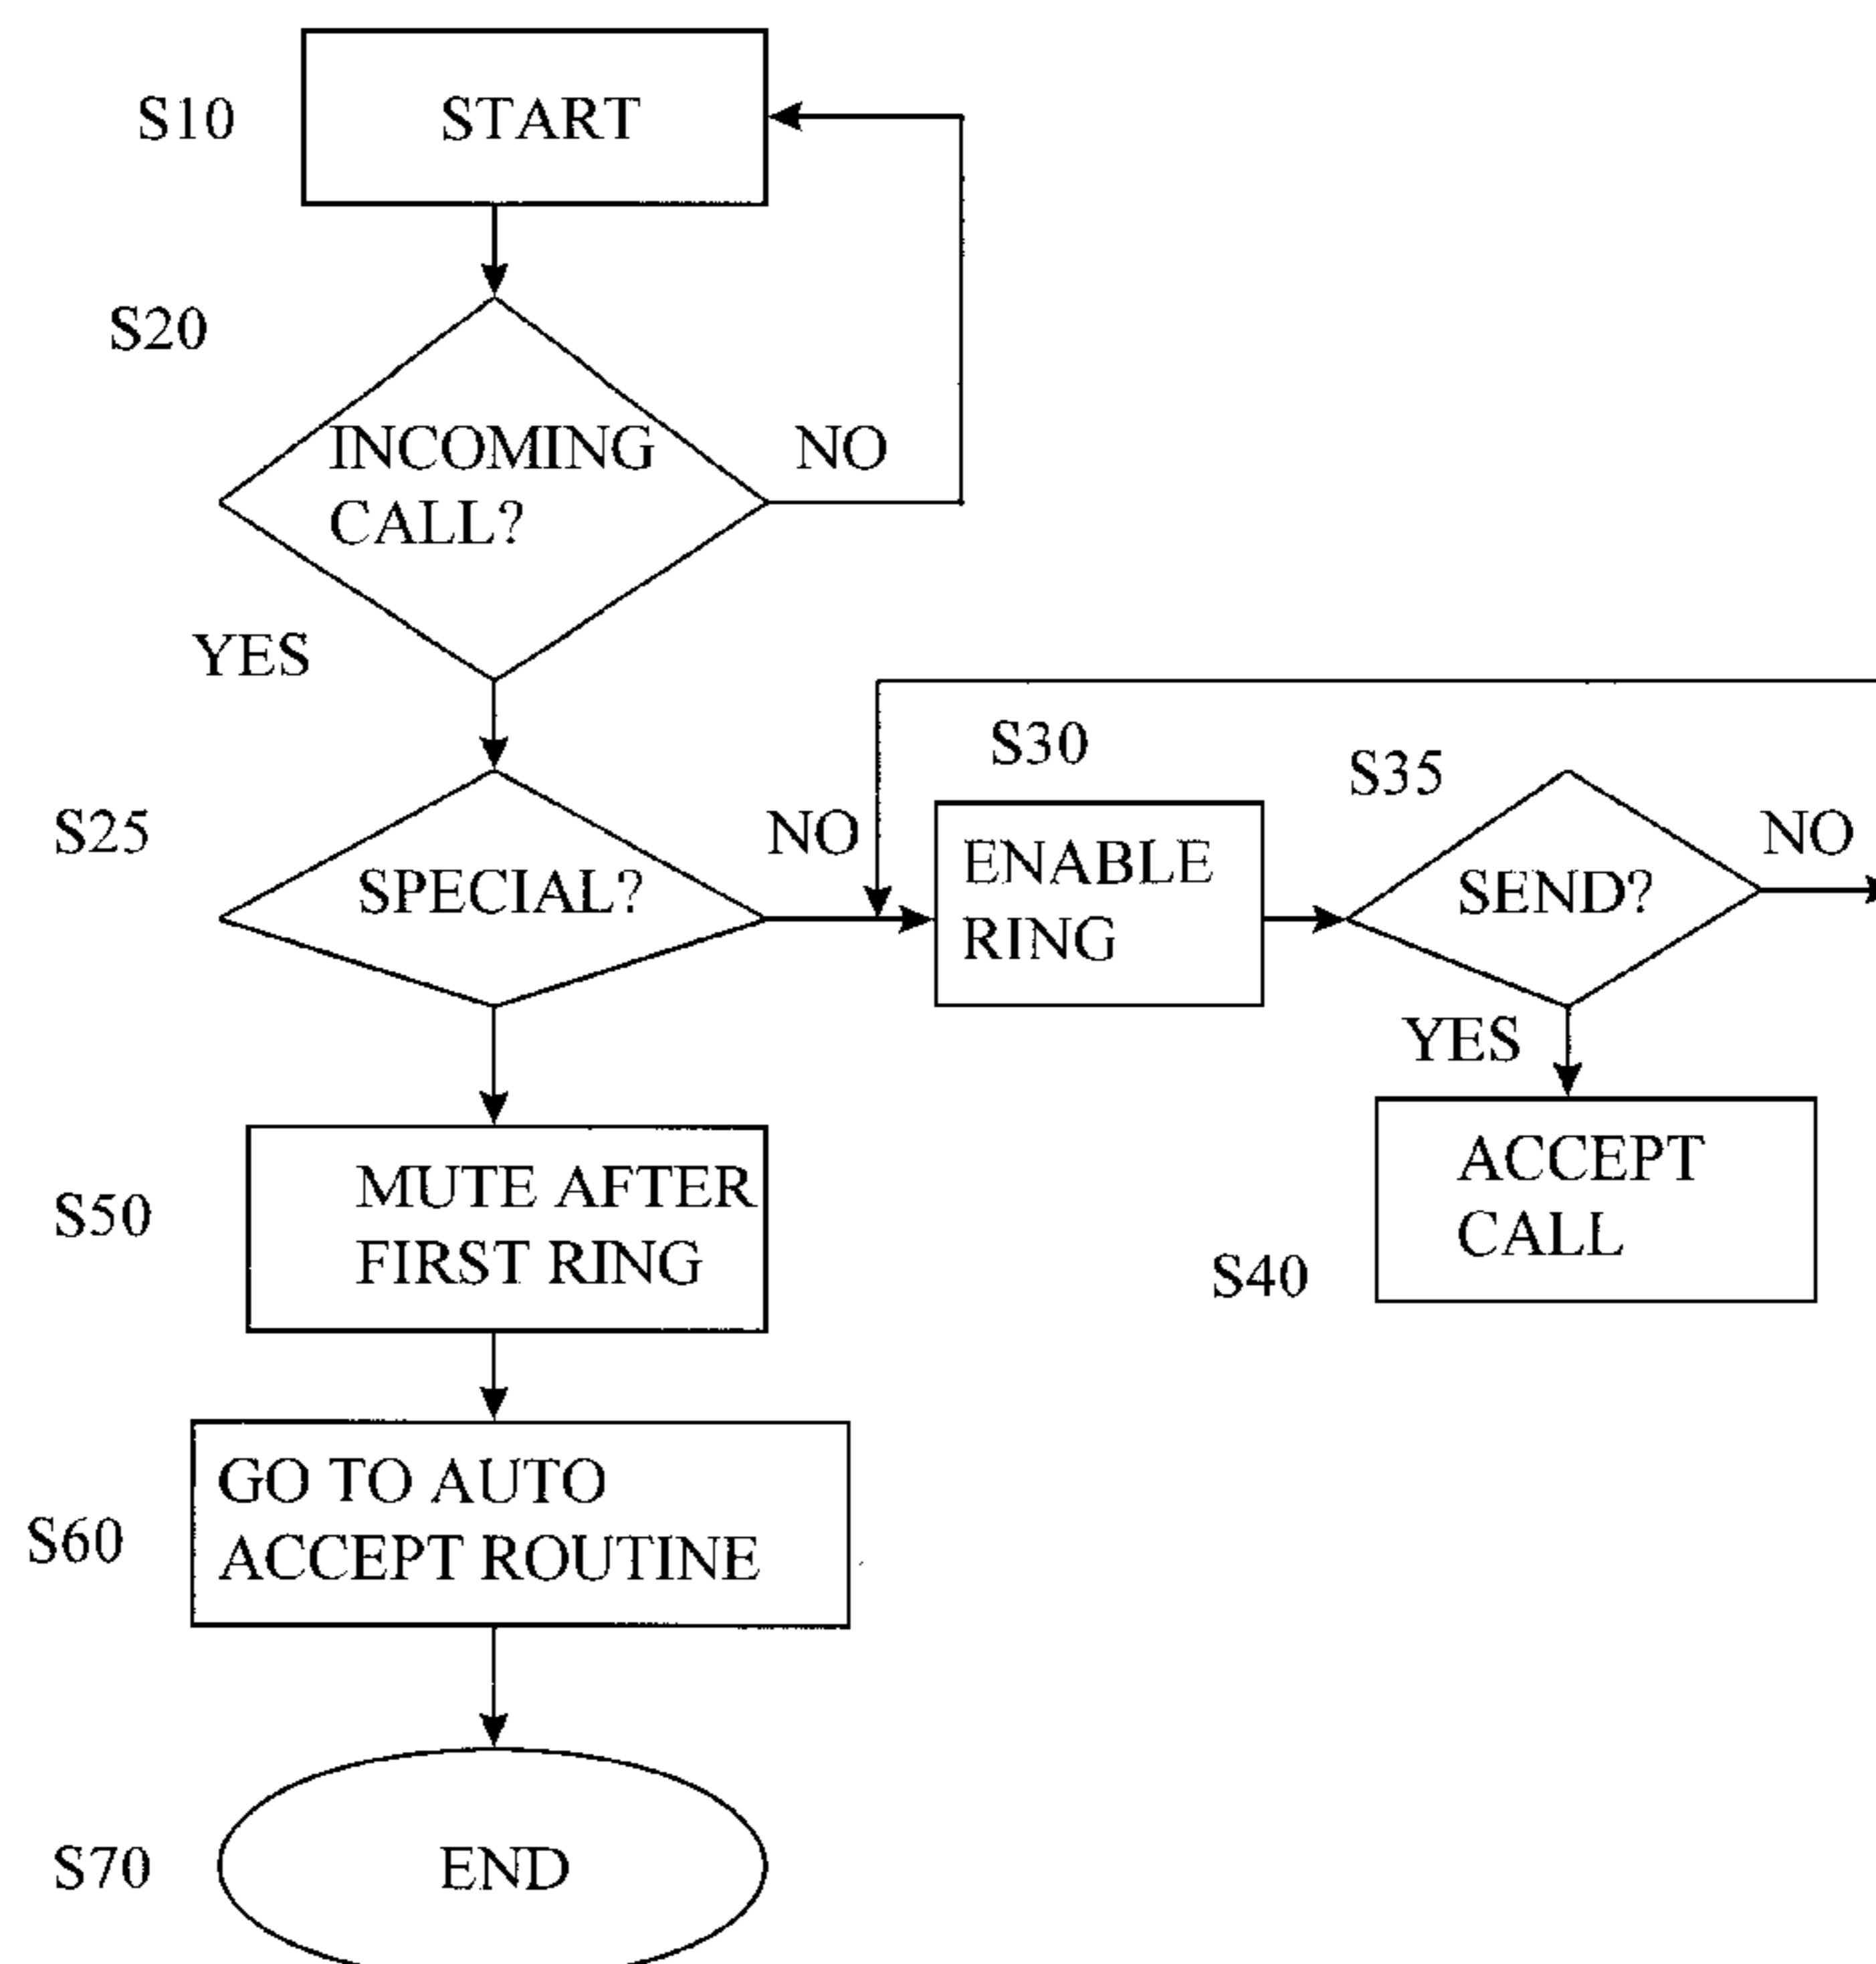 S10
START
S20
INCOMING
CALL?
NO
YES
S25
SPECIAL?
NO
S30
ENABLE
RING
S35
SEND?
NO
YES
ACCEPT
CALL
S40
S50
MUTE AFTER
FIRST RING
S60
GO TO AUTO
ACCEPT ROUTINE
S70
END